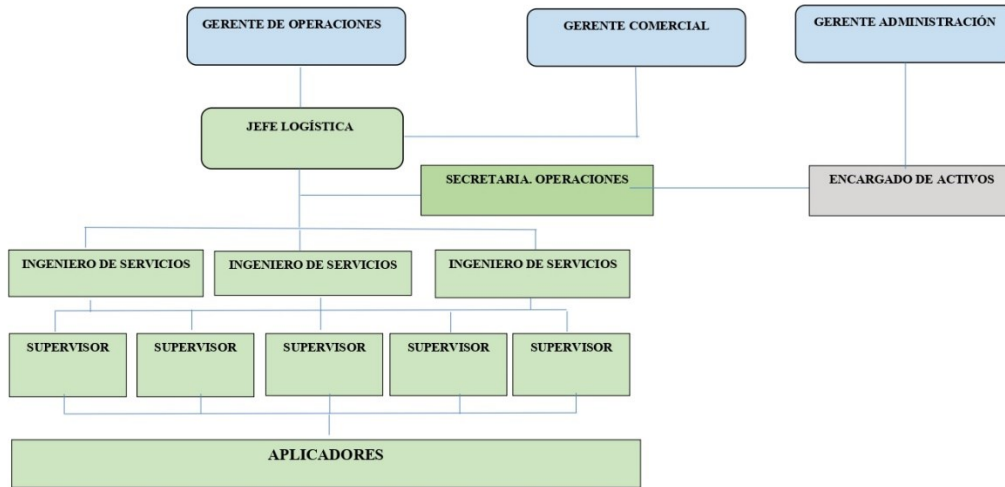 GERENTE DE OPERACIONES
GERENTE COMERCIAL
GERENTE ADMINISTRACIÓN
JEFE LOGÍSTICA
SECRETARIA. OPERACIONES
ENCARGADO DE ACTIVOS
INGENIERO DE SERVICIOS
INGENIERO DE SERVICIOS
INGENIERO DE SERVICIOS
SUPERVISOR
SUPERVISOR
SUPERVISOR
SUPERVISOR
SUPERVISOR
APLICADORES